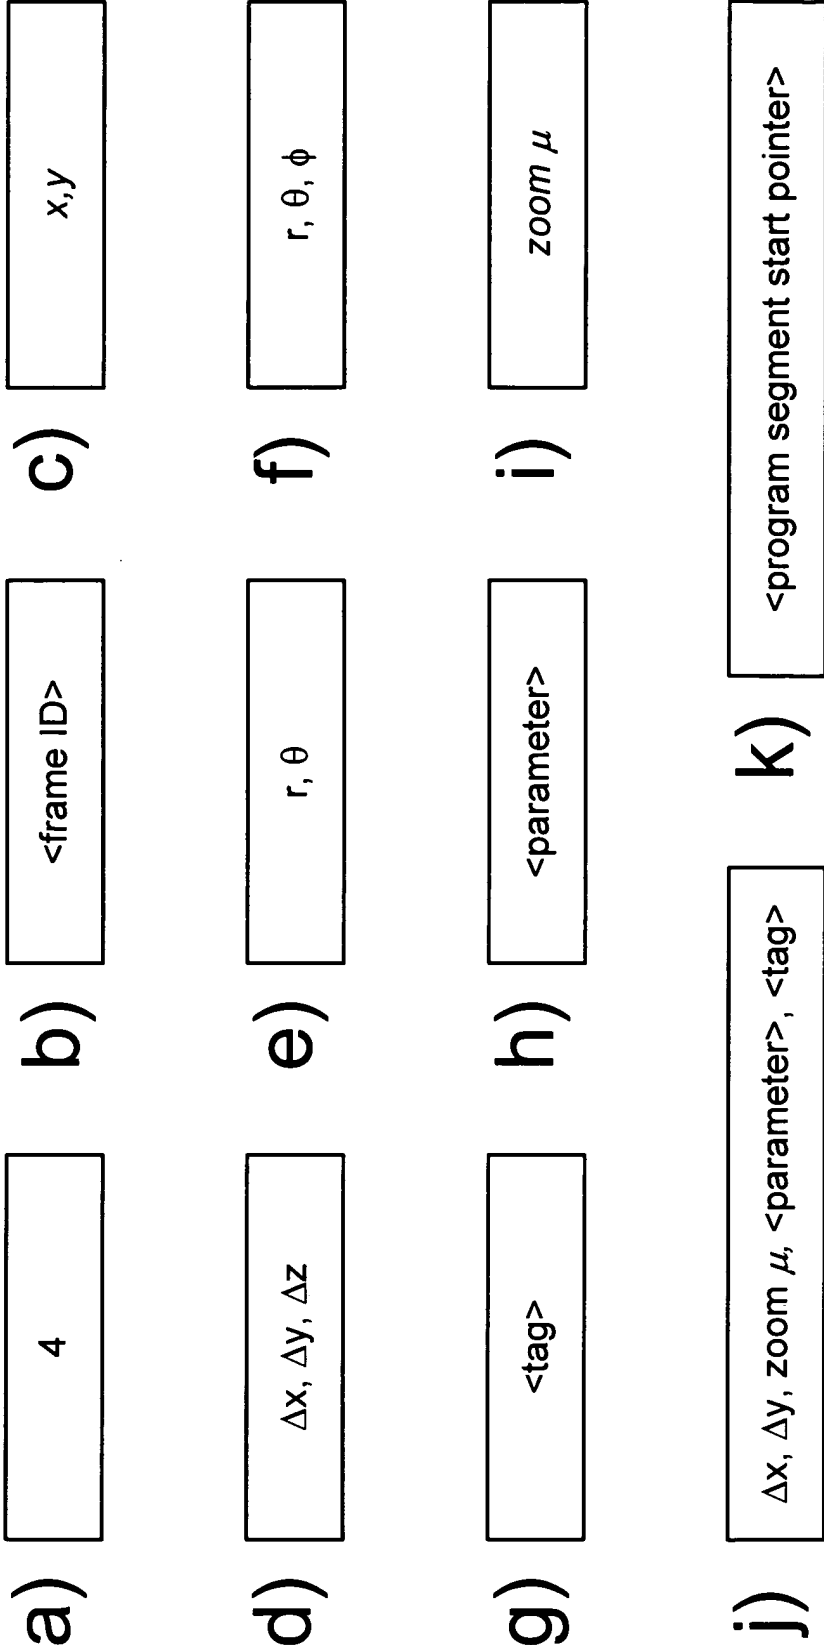 a) 4
b) <frame ID>
c) x,y
d) Δx, Δy, Δz
e) r, θ
f) r, θ, ϕ
g) <tag>
h) <parameter>
i) zoom μ
j) Δx, Δy, zoom μ, <parameter>, <tag>
k) <program segment start pointer>